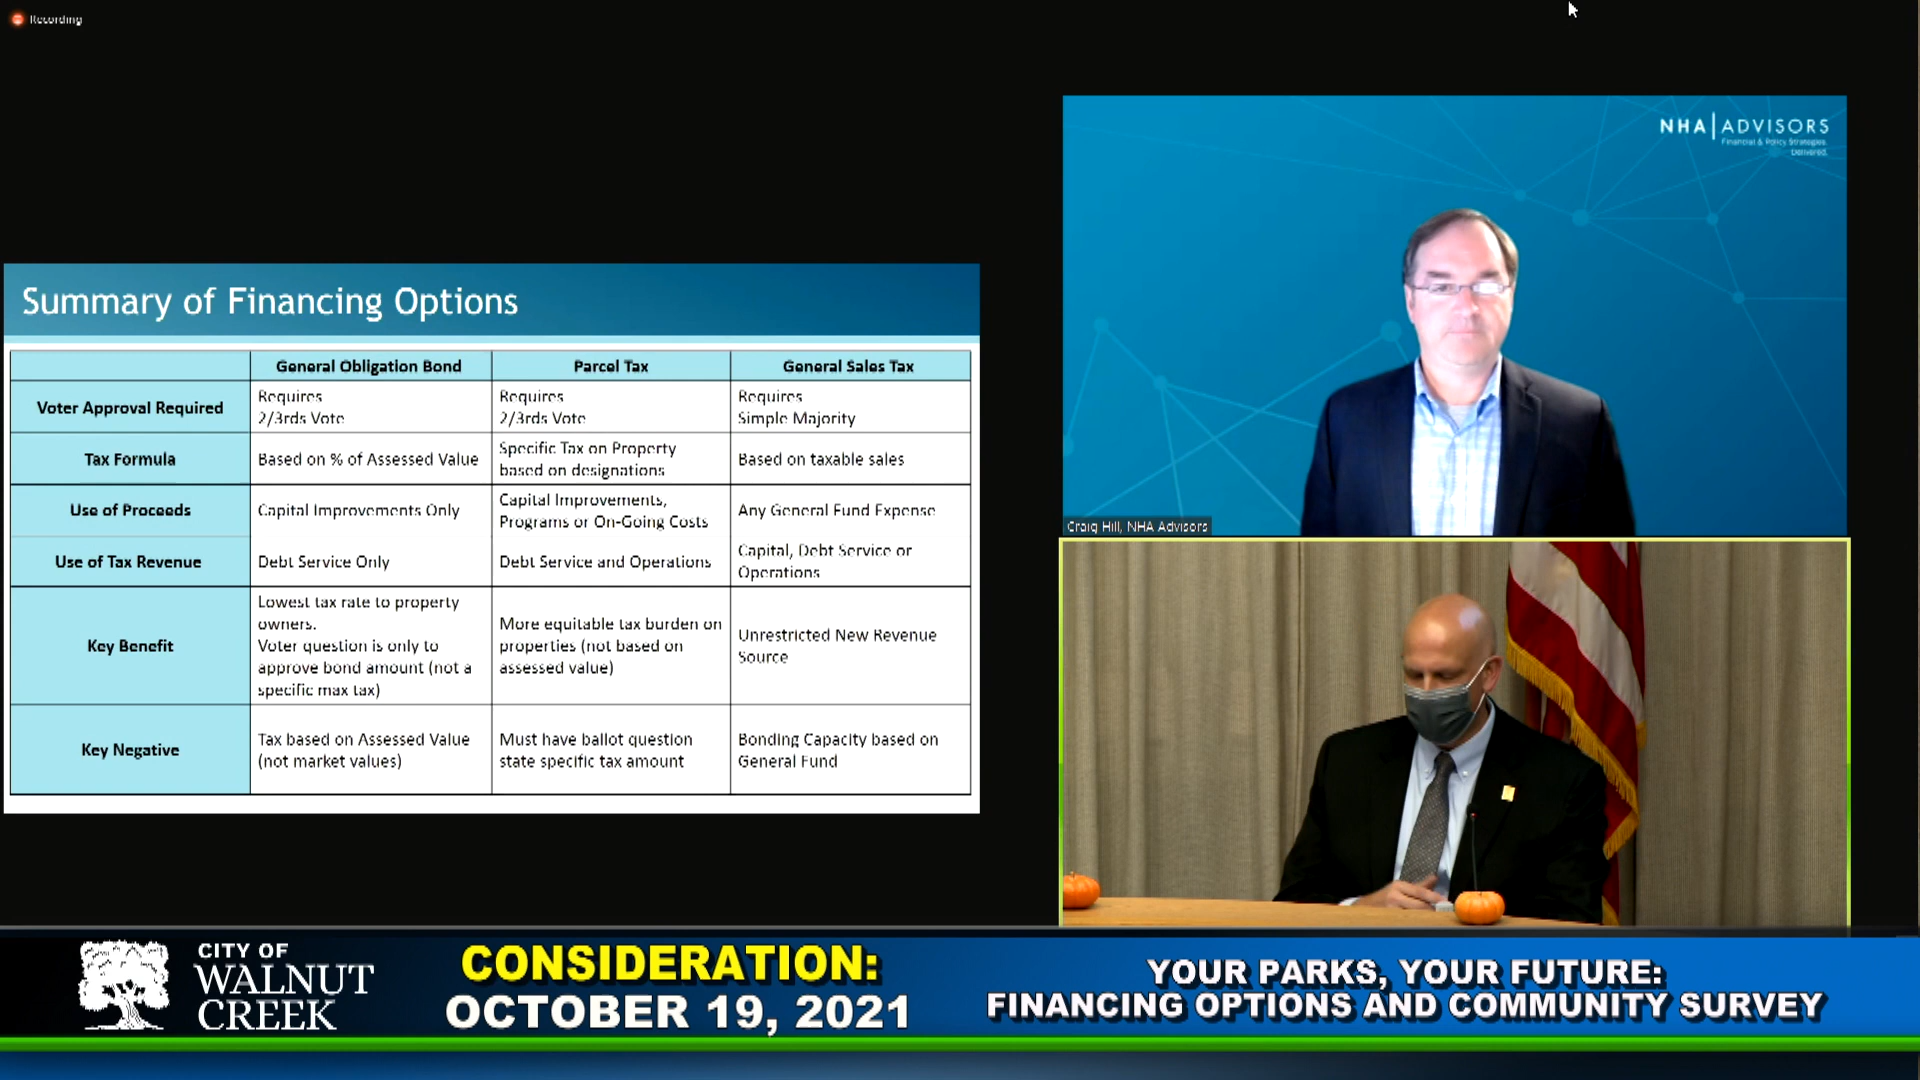 Recording
NHA|ADVISORS
Financial & Policy Strategies.
Delivered.
Craig Hill, NHA Advisors
Summary of Financing Options
General Obligation Bond
Parcel Tax
General Sales Tax
Voter Approval Required
Requires
2/3rds Vote
Requires
2/3rds Vote
Requires
Simple Majority
Tax Formula
Based on % of Assessed Value
Specific Tax on Property
based on designations
Based on taxable sales
Use of Proceeds
Capital Improvements Only
Capital Improvements,
Programs or On-Going Costs
Any General Fund Expense
Use of Tax Revenue
Debt Service Only
Debt Service and Operations
Capital, Debt Service or
Operations
Key Benefit
Lowest tax rate to property
owners.
Voter question is only to
approve bond amount (not a
specific max tax)
More equitable tax burden on
properties (not based on
assessed value)
Unrestricted New Revenue
Source
Key Negative
Tax based on Assessed Value
(not market values)
Must have ballot question
state specific tax amount
Bonding Capacity based on
General Fund
CITY OF
WALNUT
CREEK
CONSIDERATION:
OCTOBER 19, 2021
YOUR PARKS, YOUR FUTURE:
FINANCING OPTIONS AND COMMUNITY SURVEY